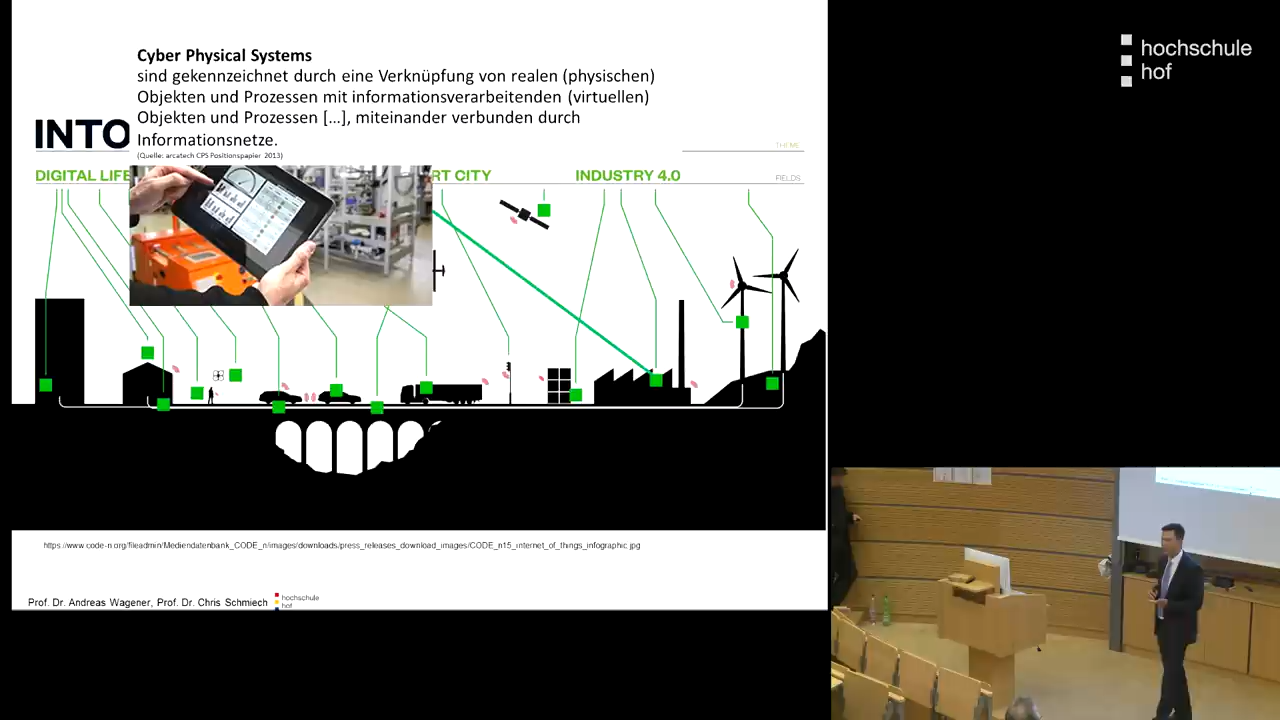 Cyber Physical Systems
sind gekennzeichnet durch eine Verknüpfung von realen (physischen)
Objekten und Prozessen mit informationsverarbeitenden (virtuellen)
Objekten und Prozessen [...], miteinander verbunden durch
Informationsnetze.
(Quelle: arcatech CPS Positionspapier 2013)
INTO
THEME
DIGITAL LIFE
RT CITY
INDUSTRY 4.0
FIELDS
https://www.code-n.org/fileadmin/Mediendatenbank_CODE_n/images/downloads/press_releases_download_images/CODE_n15_internet_of_things_infographic.jpg
Prof. Dr. Andreas Wagener, Prof. Dr. Chris Schmiech
hochschule
hof
hochschule
hof